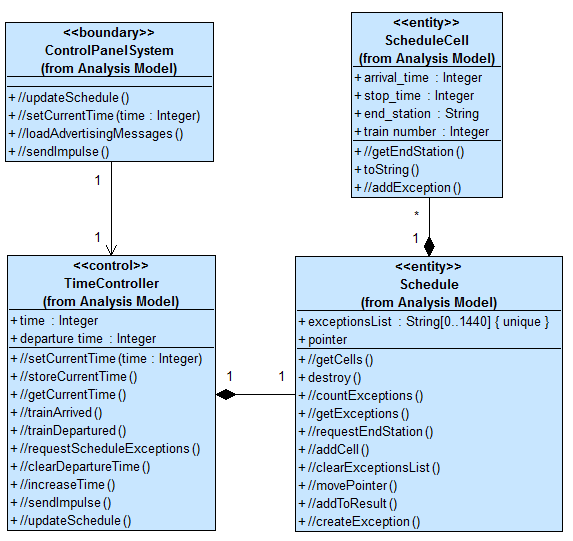 <<boundary>>
ControlPanelSystem
(from Analysis Model)
+ //updateSchedule()
+ //setCurrentTime(time : Integer)
+ //loadAdvertisingMessages()
+ //sendImpulse()
<<entity>>
ScheduleCell
(from Analysis Model)
+ arrival_time : Integer
+ stop_time : Integer
+ end_station : String
+ train number : Integer
+ //getEndStation()
+ toString()
+ //addException()
1
1
*
1
<<control>>
TimeController
(from Analysis Model)
+ time : Integer
+ departure time : Integer
+ //setCurrentTime(time : Integer)
+ //storeCurrentTime()
+ //getCurrentTime()
+ //trainArrived()
+ //trainDepartured()
+ //requestScheduleExceptions()
+ //clearDepartureTime()
+ //increaseTime()
+ //sendImpulse()
+ //updateSchedule()
1
1
<<entity>>
Schedule
(from Analysis Model)
+ exceptionsList : String[0..1440] { unique }
+ pointer
+ //getCells()
+ destroy()
+ //countExceptions()
+ //getExceptions()
+ //requestEndStation()
+ //addCell()
+ //clearExceptionsList()
+ //movePointer()
+ //addToResult()
+ //createException()